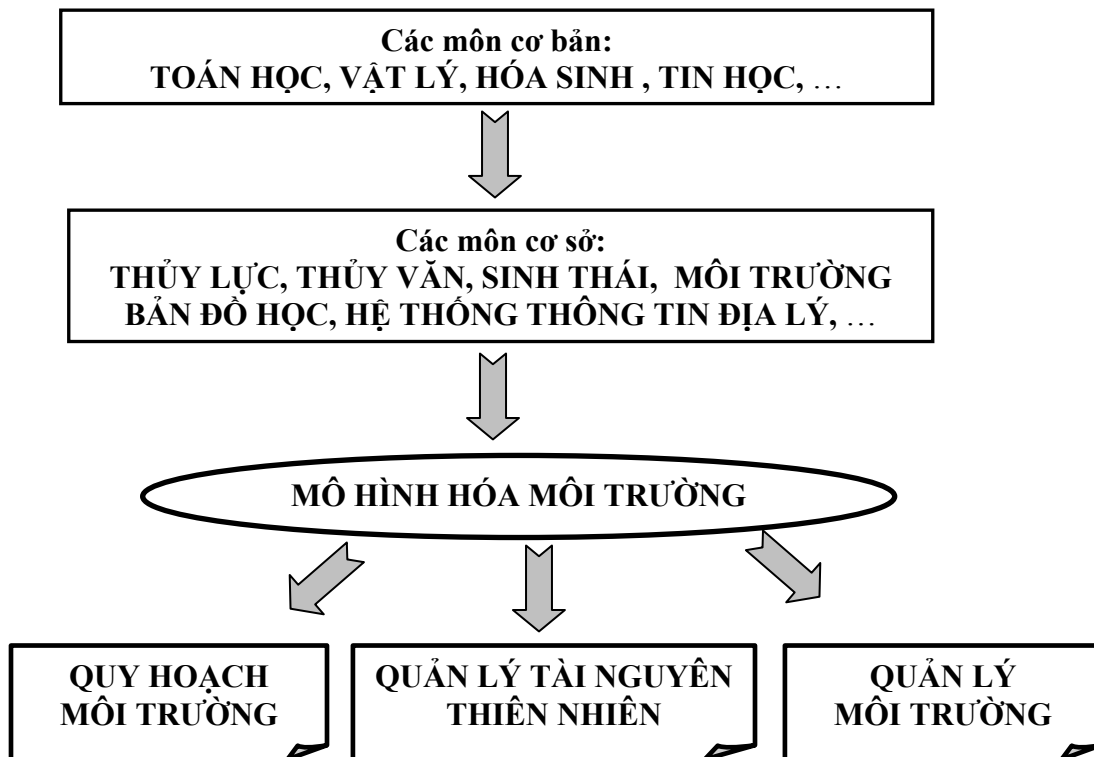 Các môn cơ bản:
TOÁN HỌC, VẬT LÝ, HÓA SINH , TIN HỌC, …
Các môn cơ sở:
THỦY LỰC, THỦY VĂN, SINH THÁI, MÔI TRƯỜNG
BẢN ĐỒ HỌC, HỆ THỐNG THÔNG TIN ĐỊA LÝ, …
MÔ HÌNH HÓA MÔI TRƯỜNG
QUY HOẠCH
MÔI TRƯỜNG
QUẢN LÝ TÀI NGUYÊN
THIÊN NHIÊN
QUẢN LÝ
MÔI TRƯỜNG